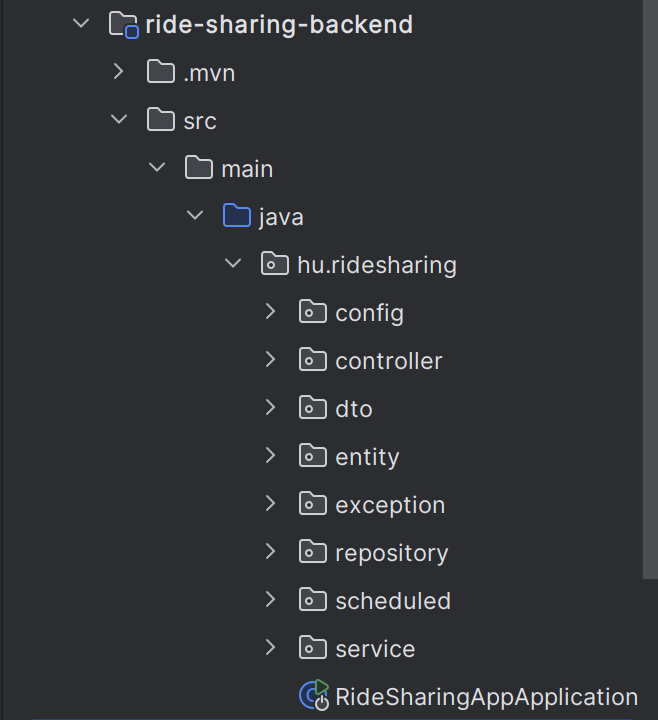 ride-sharing-backend
.mvn
src
main
java
hu.ridesharing
config
controller
dto
entity
exception
repository
scheduled
service
RideSharingAppApplication